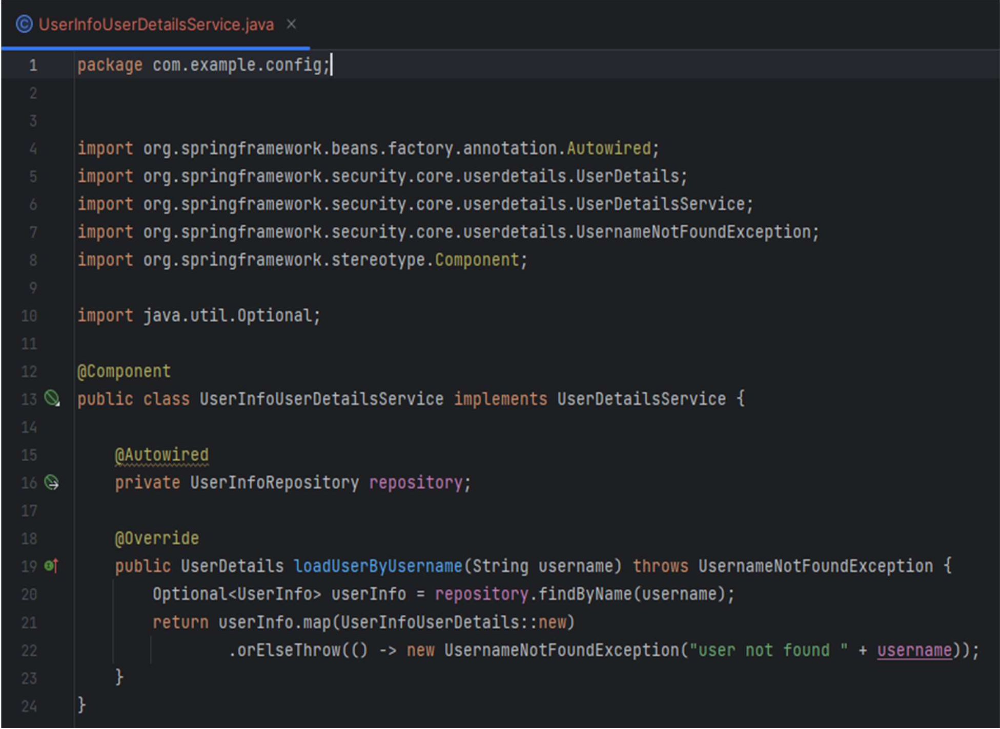 UserInfoUserDetailsService.java ×
1 package com.example.config;
2
3
4 import org.springframework.beans.factory.annotation.Autowired;
5 import org.springframework.security.core.userdetails.UserDetails;
6 import org.springframework.security.core.userdetails.UserDetailsService;
7 import org.springframework.security.core.userdetails.UsernameNotFoundException;
8 import org.springframework.stereotype.Component;
9
10 import java.util.Optional;
11
12 @Component
13 public class UserInfoUserDetailsService implements UserDetailsService {
14
15     @Autowired
16     private UserInfoRepository repository;
17
18     @Override
19     public UserDetails loadUserByUsername(String username) throws UsernameNotFoundException {
20         Optional<UserInfo> userInfo = repository.findByName(username);
21         return userInfo.map(UserInfoUserDetails::new)
22                 .orElseThrow(() -> new UsernameNotFoundException("user not found " + username));
23     }
24 }